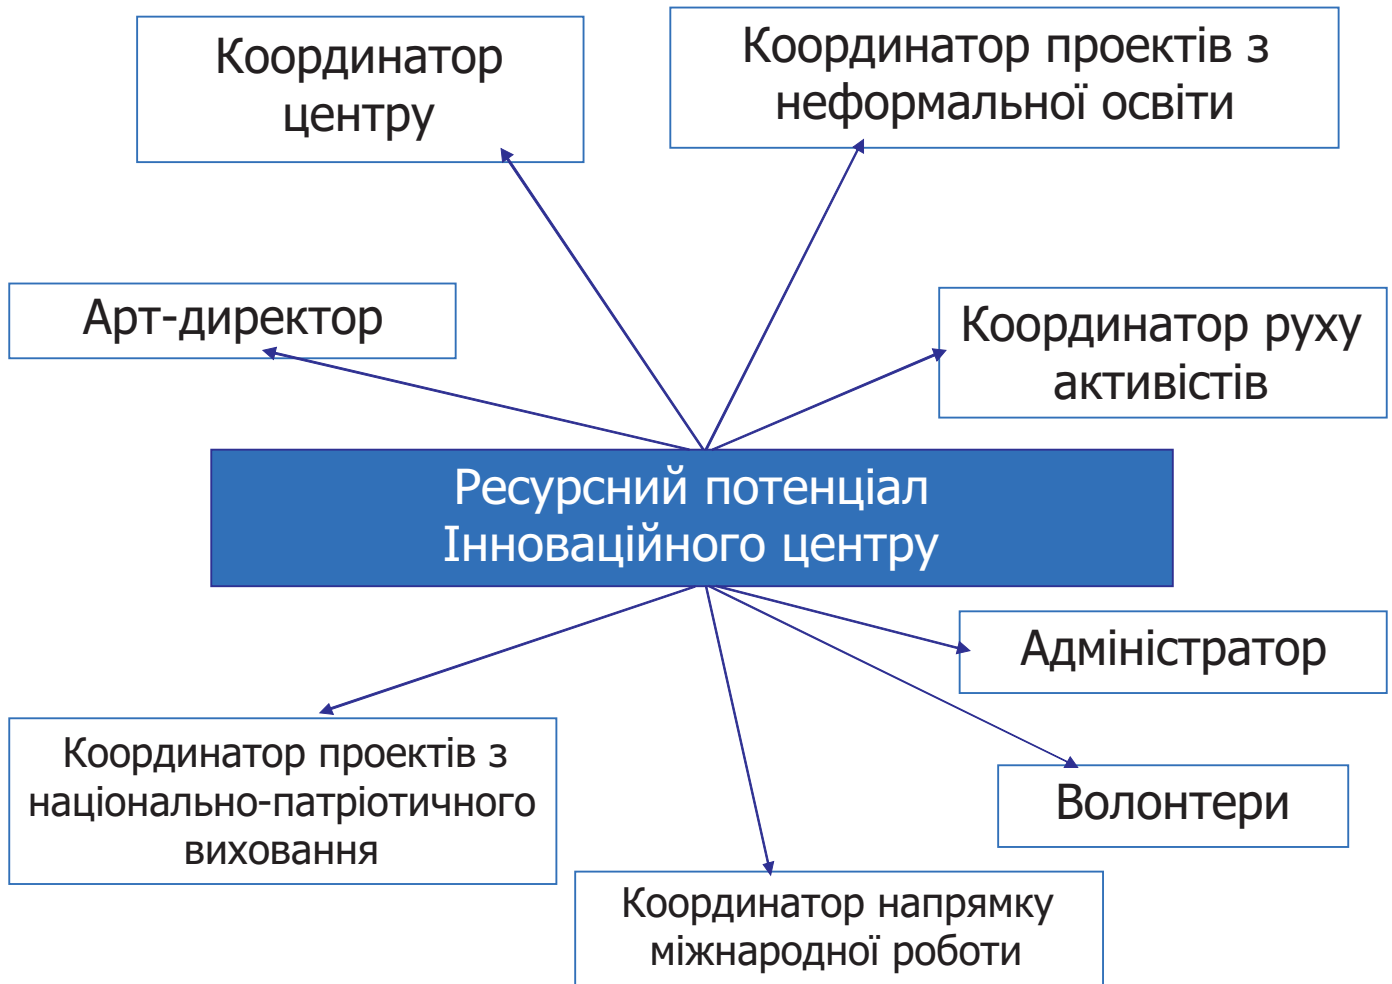 Координатор
центру
Координатор проектів з
неформальної освіти
Арт-директор
Координатор руху
активістів
Ресурсний потенціал
Інноваційного центру
Адміністратор
Координатор проектів з
національно-патріотичного
виховання
Волонтери
Координатор напрямку
міжнародної роботи